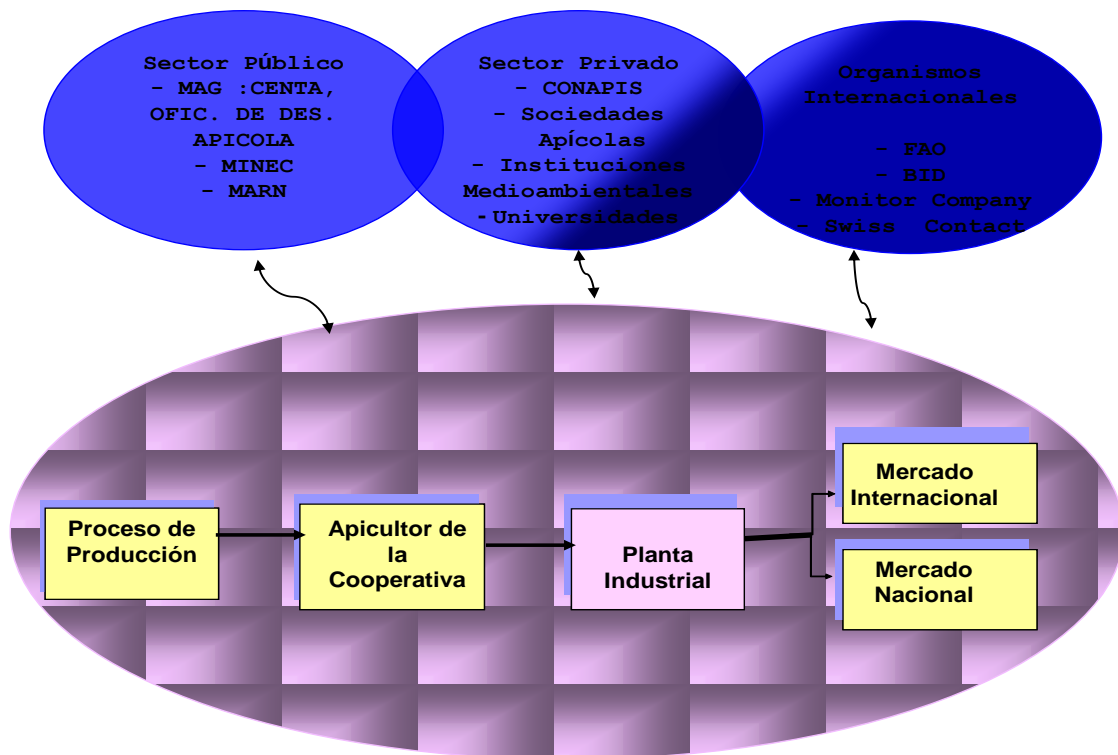 Sector Público
- MAG :CENTA,
OFIC. DE DES.
APICOLA
- MINEC
- MARN
Sector Privado
- CONAPIS
- Sociedades
Apícolas
- Instituciones
Medioambientales
- Universidades
Organismos
Internacionales
- FAO
- BID
- Monitor Company
- Swiss Contact
Proceso de
Producción
Apicultor de
la
Cooperativa
Planta
Industrial
Mercado
Internacional
Mercado
Nacional